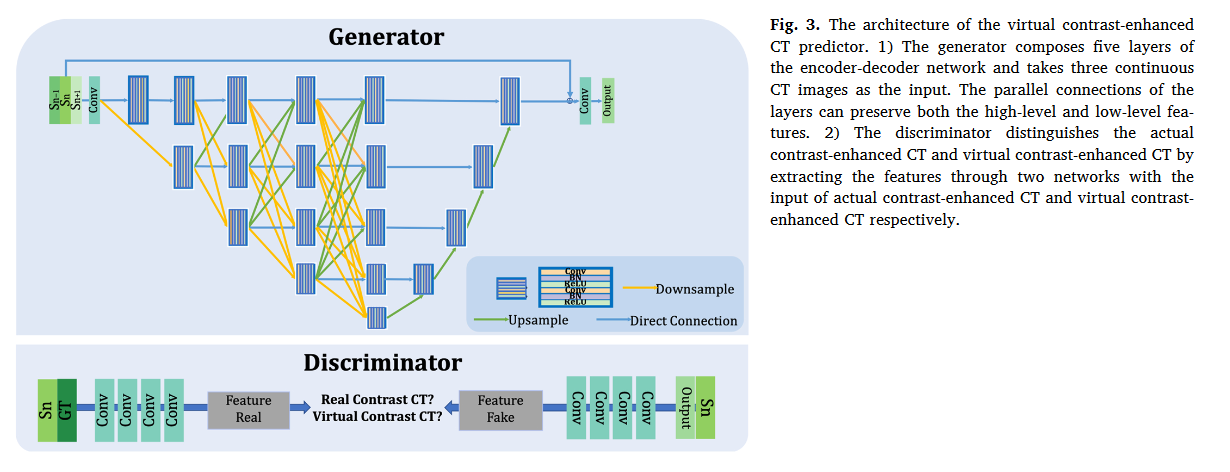 Generator
Sn-1
Sn
Sn+1
Conv
Conv
Output
Conv
BN
ReLU
Conv
BN
ReLU
Downsample
Upsample
Direct Connection
Discriminator
Sn
GT
Conv
Conv
Conv
Conv
Feature
Real
Real Contrast CT?
Virtual Contrast CT?
Feature
Fake
Conv
Conv
Conv
Conv
Output
Sn
Fig. 3. The architecture of the virtual contrast-enhanced
CT predictor. 1) The generator composes five layers of
the encoder-decoder network and takes three continuous
CT images as the input. The parallel connections of the
layers can preserve both the high-level and low-level fea-
tures. 2) The discriminator distinguishes the actual
contrast-enhanced CT and virtual contrast-enhanced CT by
extracting the features through two networks with the
input of actual contrast-enhanced CT and virtual contrast-
enhanced CT respectively.